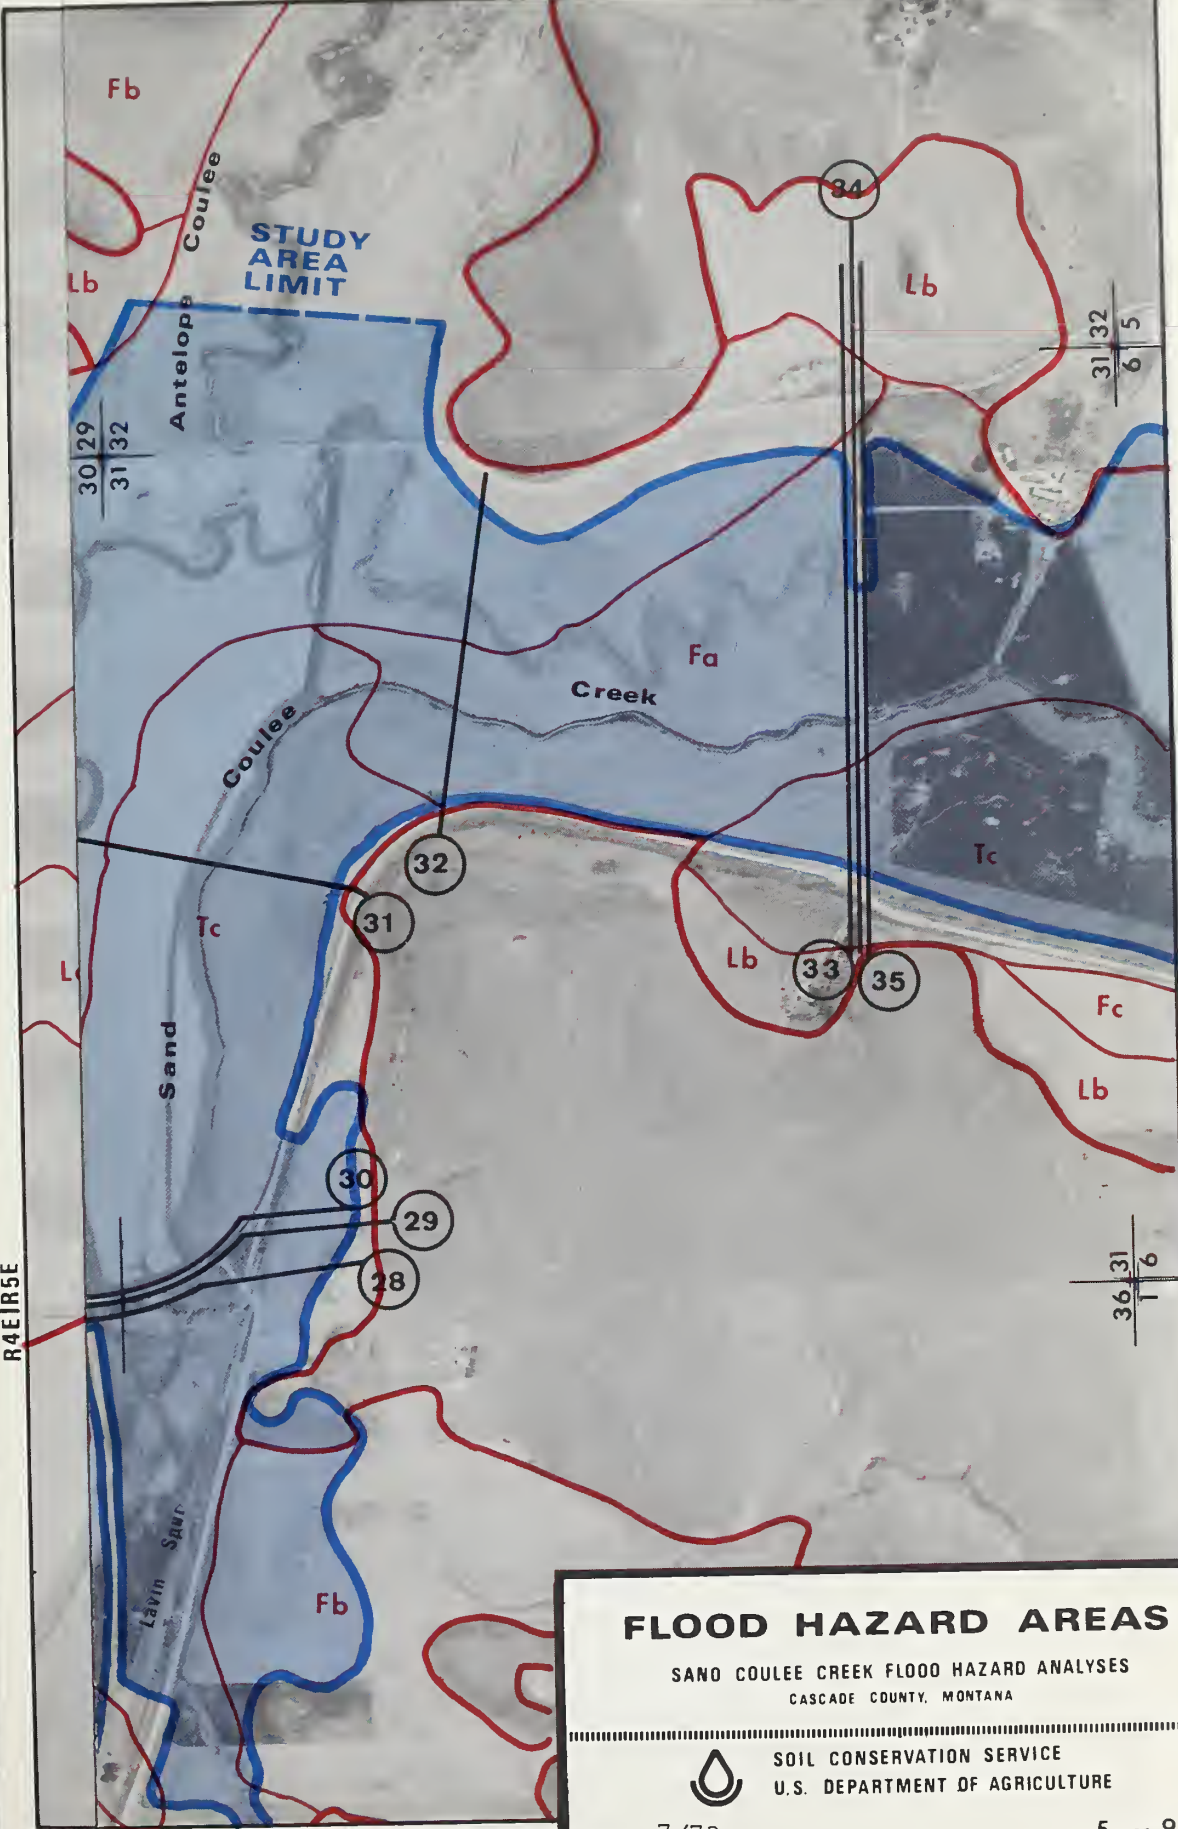 Fb
Antelope Coulee
STUDY
AREA
LIMIT
Lb
34
Lb
31 32
6 5
30 29
31 32
Fa
Sand Coulee Creek
32
31
Tc
Tc
Lb
33
35
Fc
Lb
30
29
28
36 31
1 6
R4E|R5E
Lavin Spur
Fb
FLOOD HAZARD AREAS
SAND COULEE CREEK FLOOD HAZARD ANALYSES
CASCADE COUNTY, MONTANA
SOIL CONSERVATION SERVICE
U.S. DEPARTMENT OF AGRICULTURE